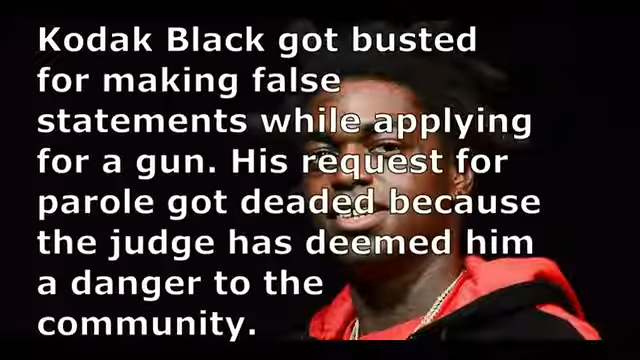 Kodak Black got busted
for making false
statements while applying
for a gun. His request for
parole got deaded because
the judge has deemed him
a danger to the
community.